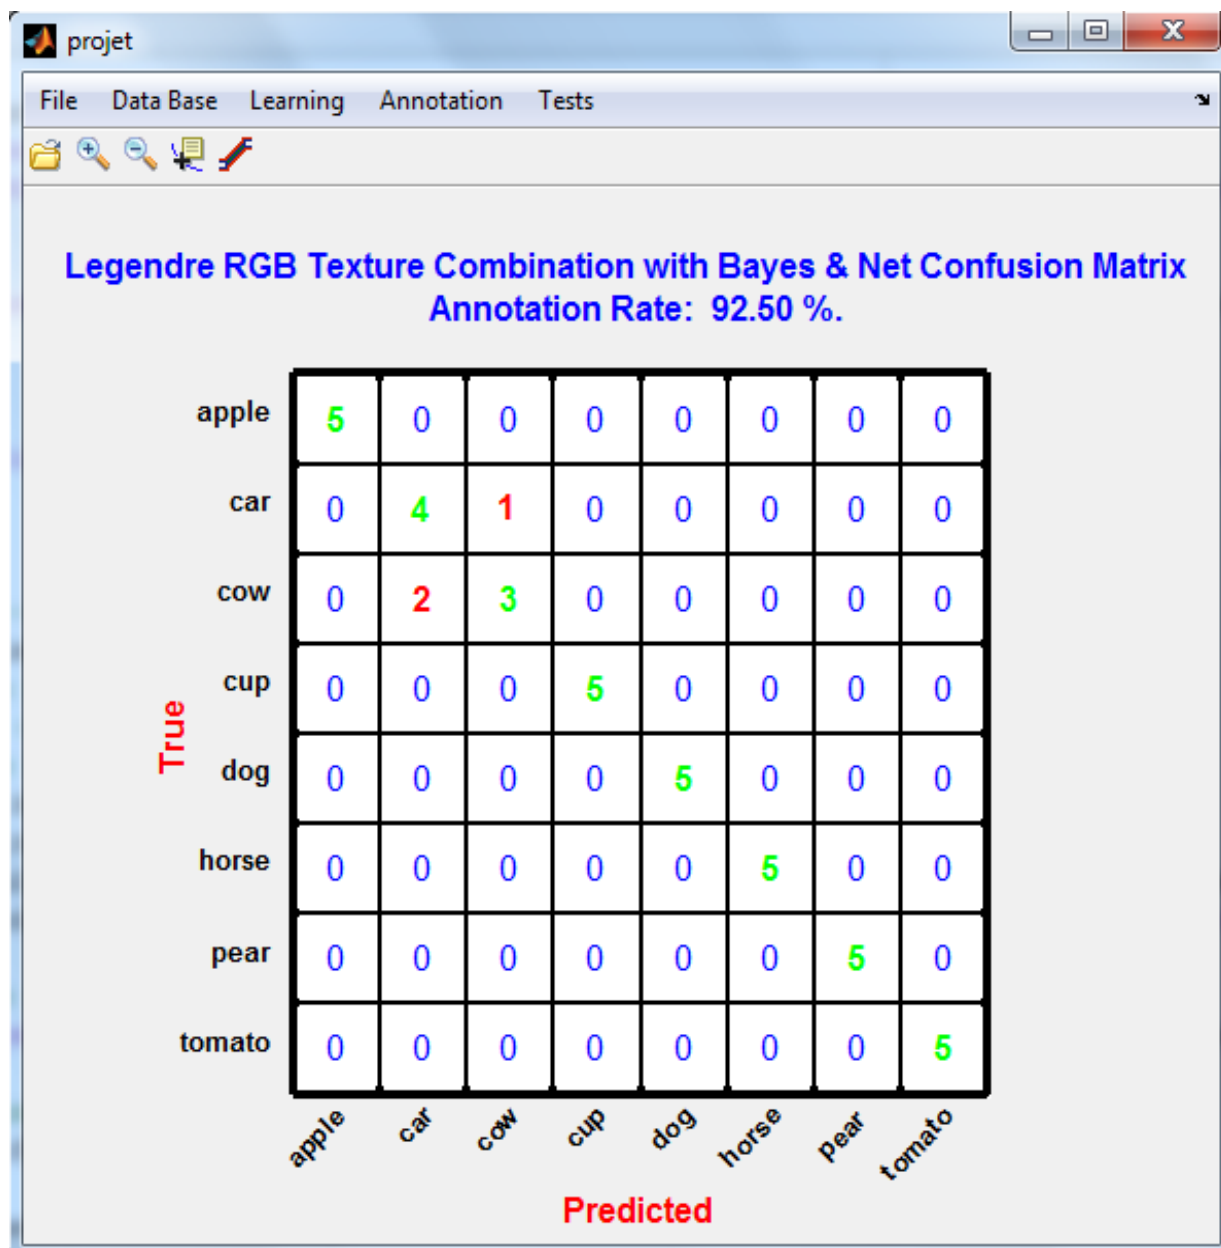 projet
File Data Base Learning Annotation Tests
Legendre RGB Texture Combination with Bayes & Net Confusion Matrix
Annotation Rate: 92.50 %.
apple 5 0 0 0 0 0 0 0
car 0 4 1 0 0 0 0 0
cow 0 2 3 0 0 0 0 0
cup 0 0 0 5 0 0 0 0
True
dog 0 0 0 0 5 0 0 0
horse 0 0 0 0 0 5 0 0
pear 0 0 0 0 0 0 5 0
tomato 0 0 0 0 0 0 0 5
apple car cow cup dog horse pear tomato
Predicted